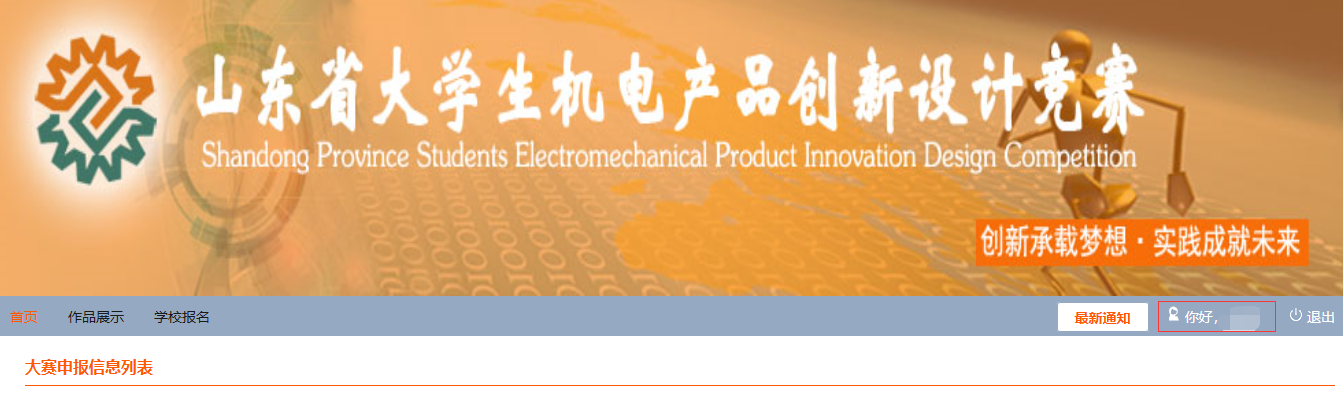 山东省大学生机电产品创新设计竞赛
Shandong Province Students Electromechanical Product Innovation Design Competition
创新承载梦想·实践成就未来
首页 作品展示 学校报名 最新通知 你好， 退出
大赛申报信息列表